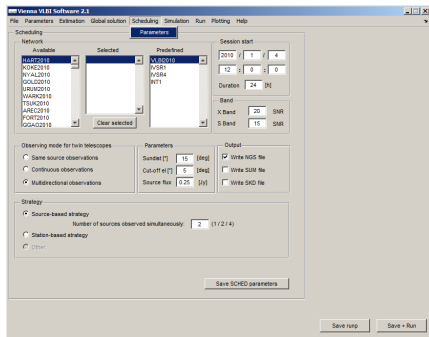 Vienna VLBI Software 2.1
File Parameters Estimation Global solution Scheduling Simulation Run Plotting Help
Scheduling Parameters
Network
Available Selected Predefined
HART2010
KOKE2010
NYAL2010
GOLD2010
URUM2010
WARK2010
TSUK2010
AREC2010
FORT2010
GGAO2010
VLBI2010
IVSR1
IVSR4
INT1
Clear selected
Session start
2010 / 1 / 4
12 : 0 : 0
Duration 24 [h]
Band
X Band 20 SNR
S Band 15 SNR
Observing mode for twin telescopes
Same source observations
Continuous observations
Multidirectional observations
Parameters
Sundist [°] 15 [deg]
Cut-off el [°] 5 [deg]
Source flux 0.25 [Jy]
Output
Write NGS file
Write SUM file
Write SKD file
Strategy
Source-based strategy
Number of sources observed simultaneously: 2 (1 / 2 / 4)
Station-based strategy
Other
Save SCHED parameters
Save runp Save + Run